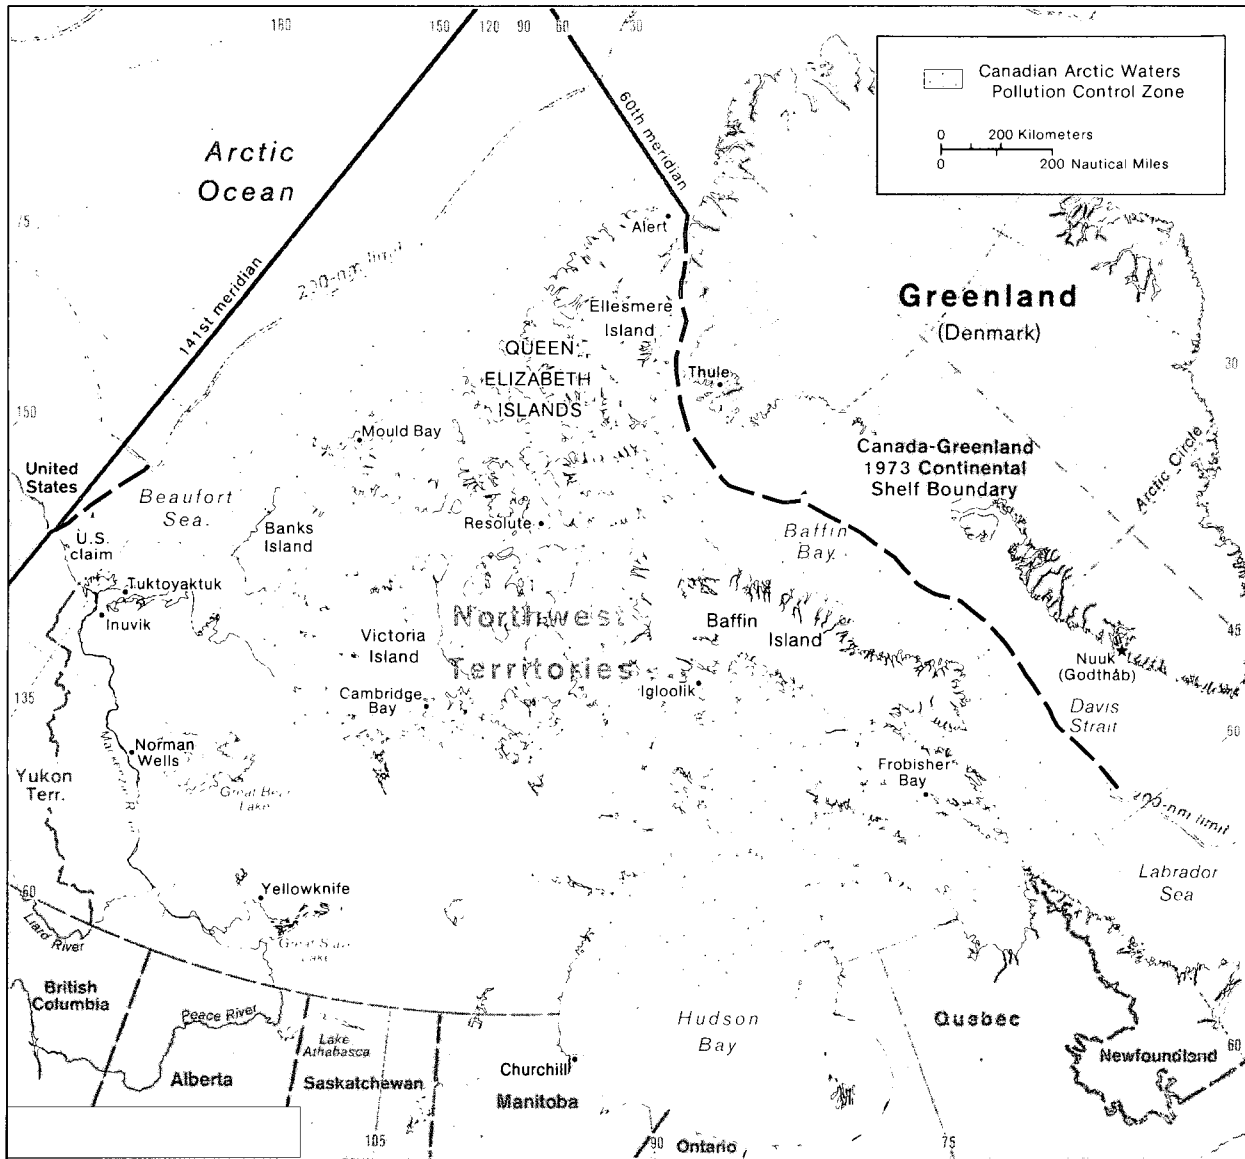 180
150
120
90
60
30
Canadian Arctic Waters
Pollution Control Zone
0 200 Kilometers
0 200 Nautical Miles
60th meridian
Arctic
Ocean
75
Alert
200-nm limit
141st meridian
Ellesmere
Island
Greenland
(Denmark)
QUEEN
ELIZABETH
ISLANDS
Thule
30
150
Mould Bay
Canada-Greenland
1973 Continental
Shelf Boundary
Arctic Circle
United
States
Beaufort
Sea
Banks
Island
Resolute
Baffin
Bay
U.S.
claim
Tuktoyaktuk
Inuvik
Northwest
Territories
Victoria
Island
Baffin
Island
45
Nuuk
(Godthåb)
Igloolik
Cambridge
Bay
135
Davis
Strait
60
Norman
Wells
Mackenzie River
Great Bear
Lake
Frobisher
Bay
Yukon
Terr.
200-nm limit
Labrador
Sea
60
Yellowknife
Liard River
Great Slave
Lake
British
Columbia
Peace River
Lake
Athabasca
Hudson
Bay
Quebec
60
Newfoundland
Alberta
Saskatchewan
Churchill
Manitoba
105
90
Ontario
75